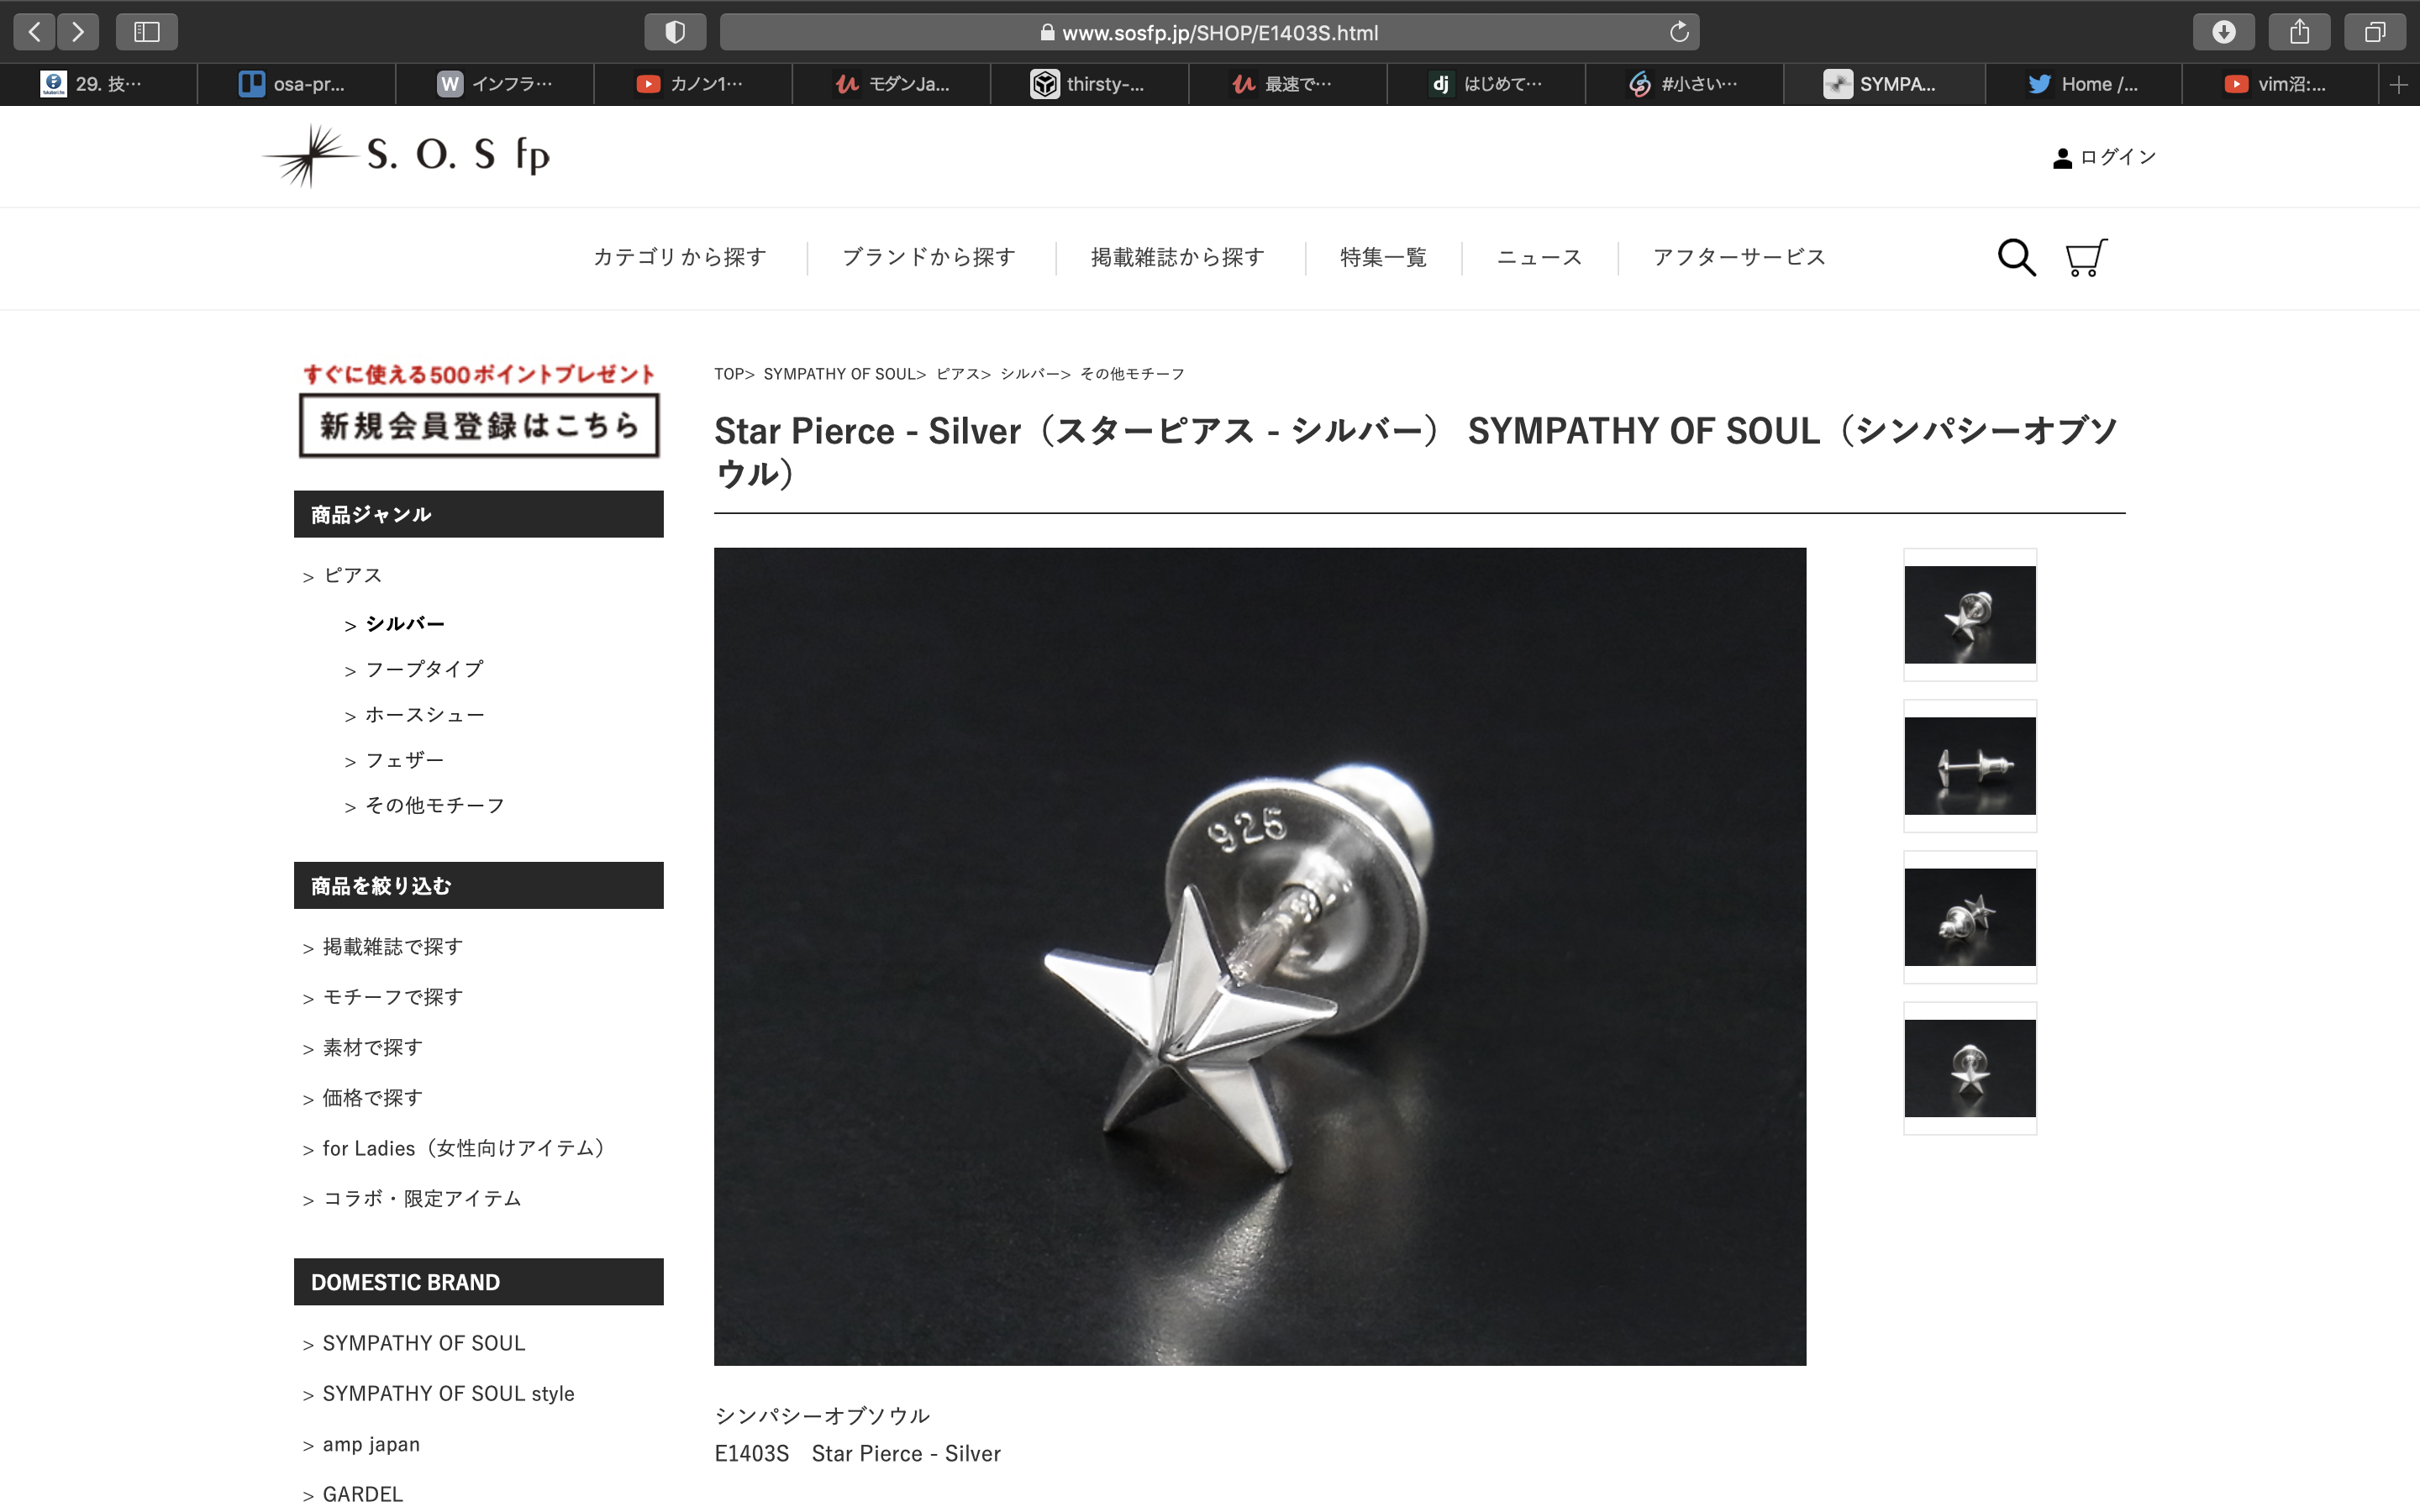 www.sosfp.jp/SHOP/E1403S.html
29. 技…
osa-pr...
インフラ…
カノン1…
モダンJa...
thirsty-...
最速で…
はじめて…
#小さい…
SYMPA...
Home /...
vim沼:...
S. O. S fp
ログイン
カテゴリから探す
ブランドから探す
掲載雑誌から探す
特集一覧
ニュース
アフターサービス
すぐに使える500ポイントプレゼント
新規会員登録はこちら
商品ジャンル
> ピアス
> シルバー
> フープタイプ
> ホースシュー
> フェザー
> その他モチーフ
商品を絞り込む
> 掲載雑誌で探す
> モチーフで探す
> 素材で探す
> 価格で探す
> for Ladies（女性向けアイテム）
> コラボ・限定アイテム
DOMESTIC BRAND
> SYMPATHY OF SOUL
> SYMPATHY OF SOUL style
> amp japan
> GARDEL
TOP> SYMPATHY OF SOUL> ピアス> シルバー> その他モチーフ
Star Pierce - Silver（スターピアス - シルバー） SYMPATHY OF SOUL（シンパシーオブソ
ウル）
925
シンパシーオブソウル
E1403S　Star Pierce - Silver